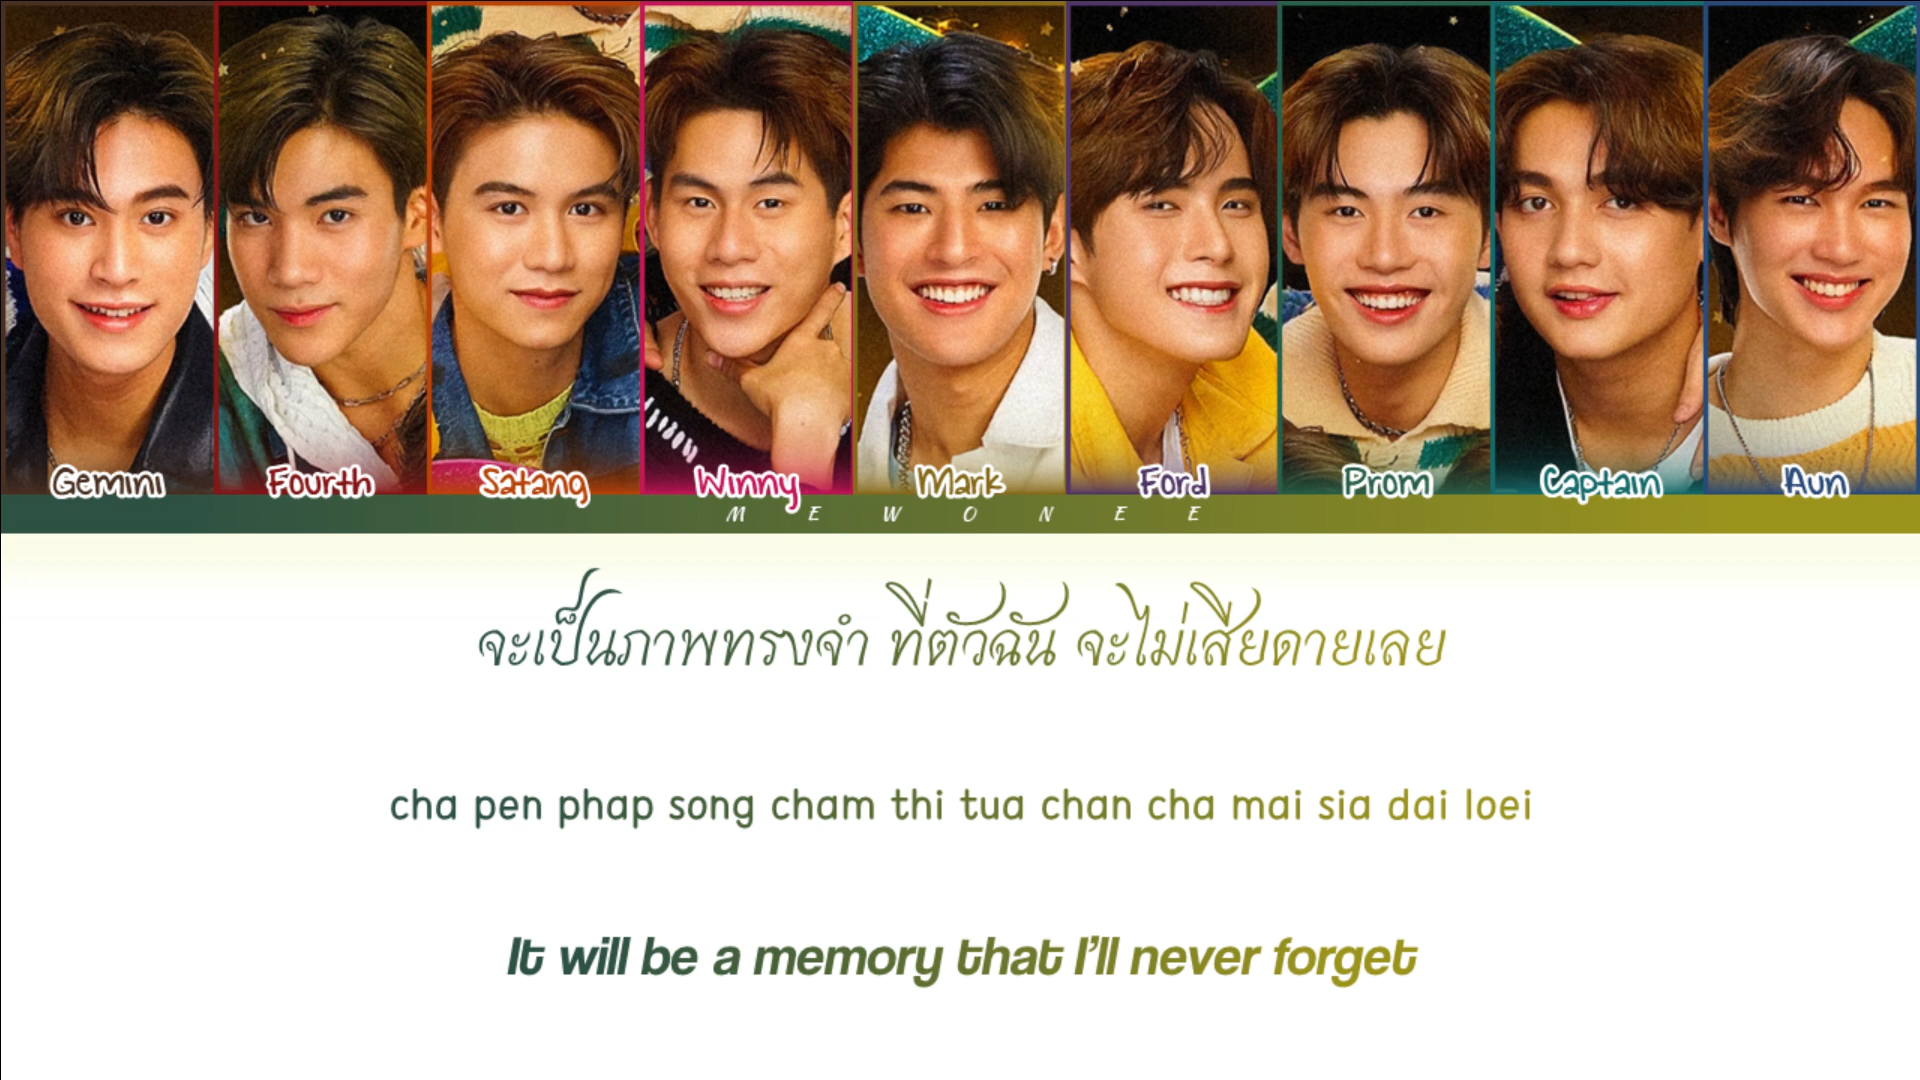 Gemini Fourth Satang Winny Mark Ford Prom Captain Aun
MEWONEE
จะเป็นภาพทรงจำ ที่ตัวฉัน จะไม่เสียดายเลย
cha pen phap song cham thi tua chan cha mai sia dai loei
It will be a memory that I'll never forget